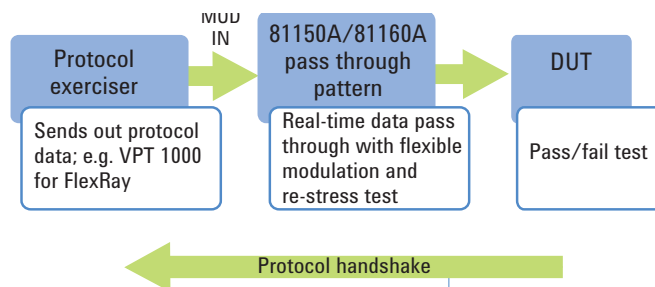 MOD
IN
Protocol
exerciser
81150A/81160A
pass through
pattern
DUT
Sends out protocol
data; e.g. VPT 1000
for FlexRay
Real-time data pass
through with flexible
modulation and
re-stress test
Pass/fail test
Protocol handshake